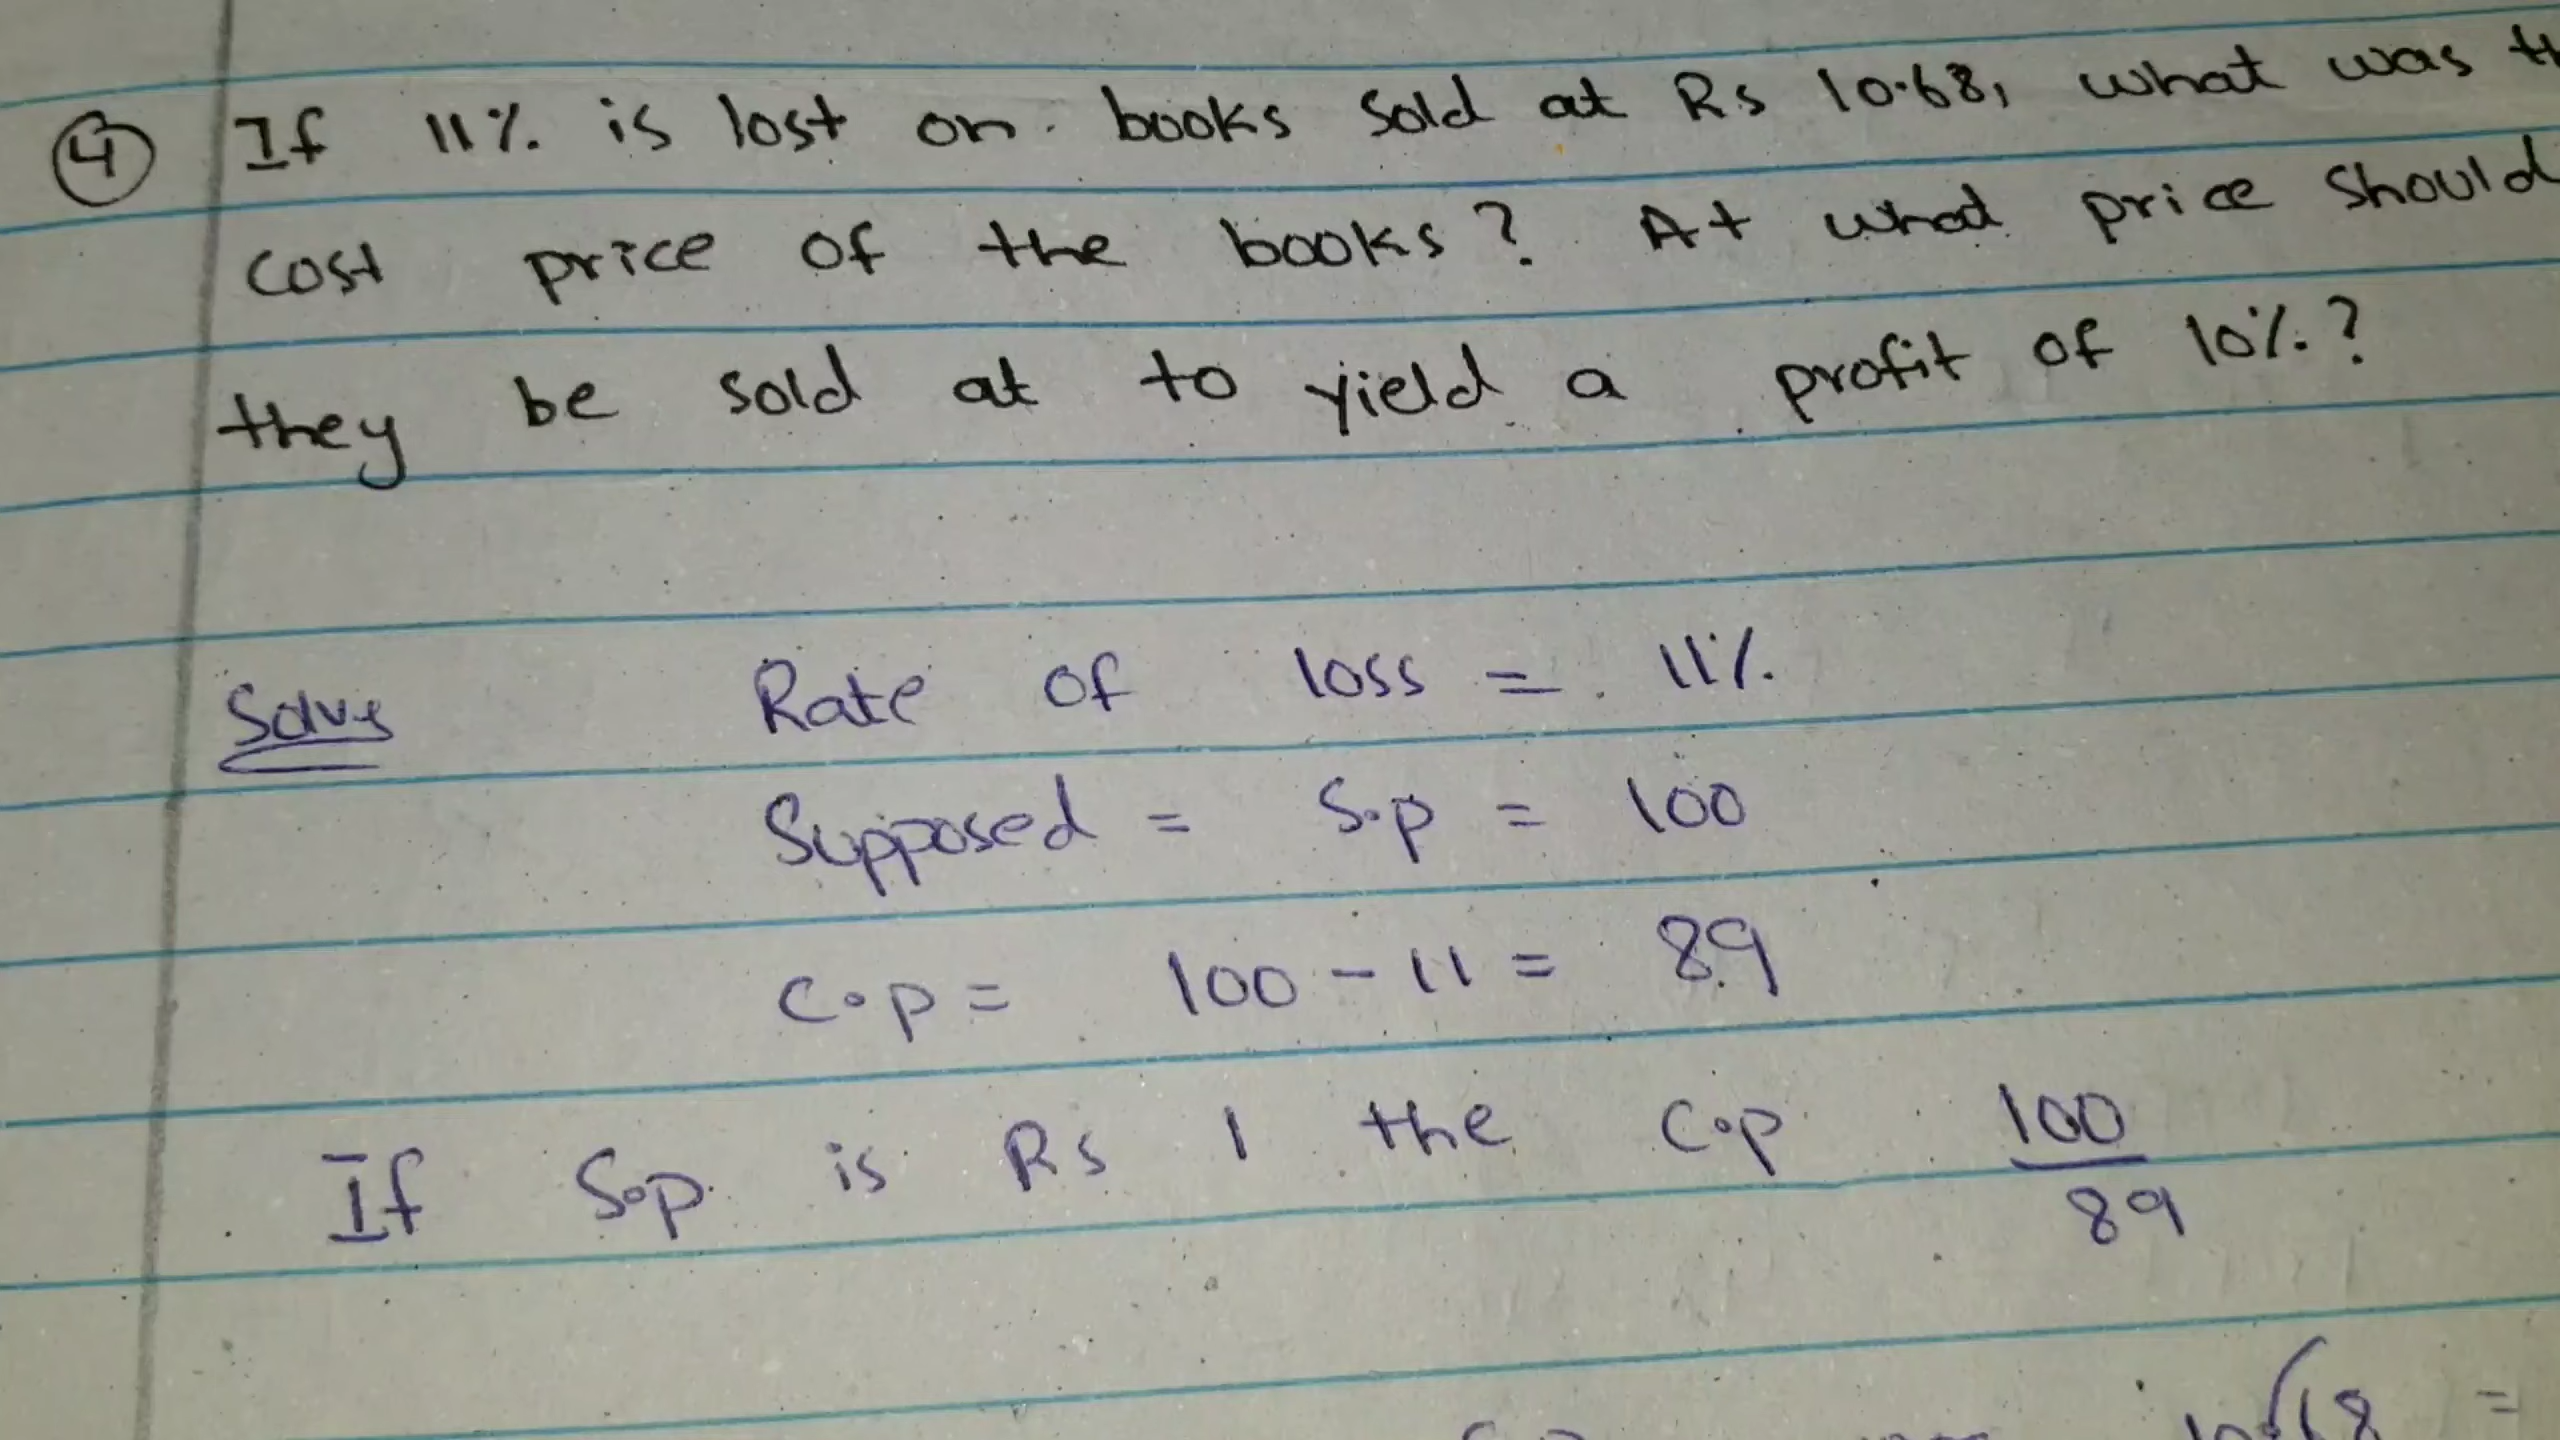 ④ If 11% is lost on books sold at Rs 10.68, what was
cost price of the books? At what price should
they be sold at to yield a profit of 10%?
Solve Rate of loss = 11%
Supposed = S.p = 100
C.p = 100 - 11 = 89
If S.p is Rs 1 the C.p 100/89
10.68 =